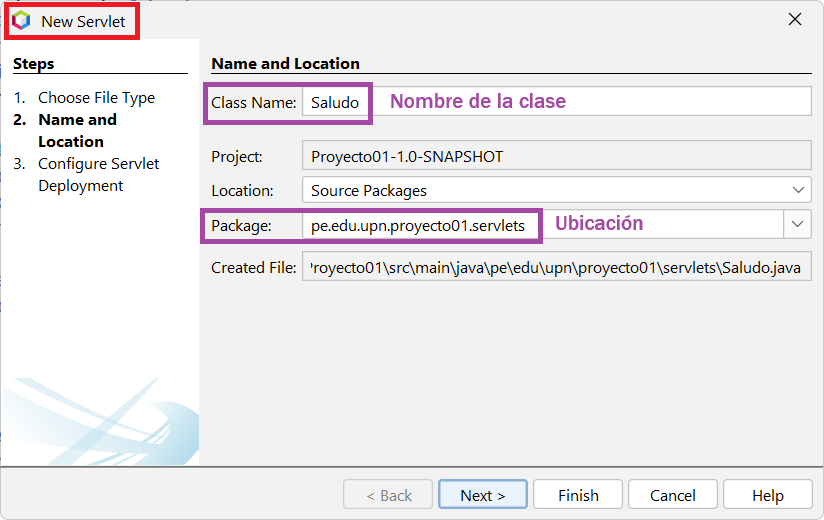 New Servlet
Steps
1. Choose File Type
2. Name and
Location
3. Configure Servlet
Deployment
Name and Location
Class Name: Saludo Nombre de la clase
Project: Proyecto01-1.0-SNAPSHOT
Location: Source Packages
Package: pe.edu.upn.proyecto01.servlets Ubicación
Created File: royecto01\src\main\java\pe\edu\upn\proyecto01\servlets\Saludo.java
< Back Next > Finish Cancel Help